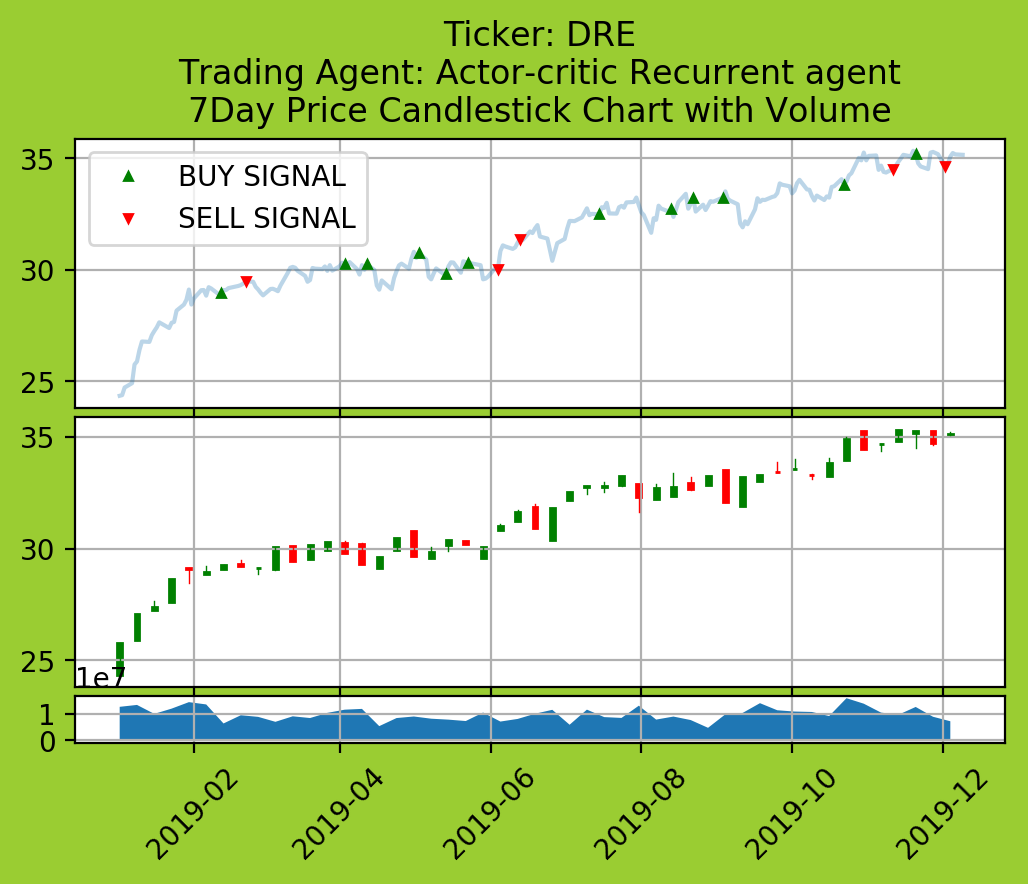 Ticker: DRE
Trading Agent: Actor-critic Recurrent agent
7Day Price Candlestick Chart with Volume
35
30
25
BUY SIGNAL
SELL SIGNAL
35
30
25
1e7
1
0
2019-02
2019-04
2019-06
2019-08
2019-10
2019-12